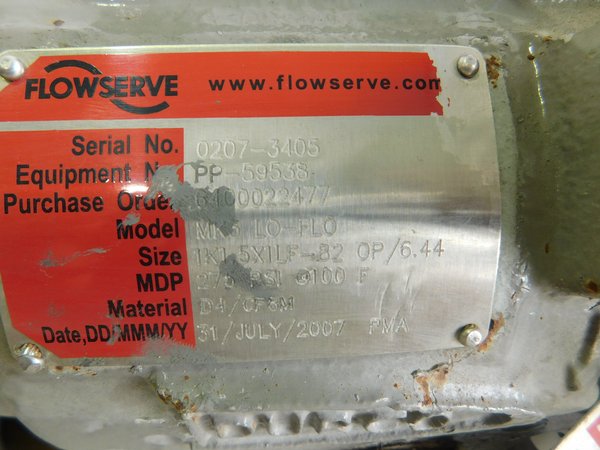 FLOWSERVE www.flowserve.com
Serial No. 0207-3405
Equipment No. PP-59538
Purchase Order 6400022477
Model MK3 LO-FLO
Size 1K1.5X1LF-82 OP/6.44
MDP 275 PSI @100 F
Material D4/CF8M
Date,DD/MMM/YY 31/JULY/2007 PMA